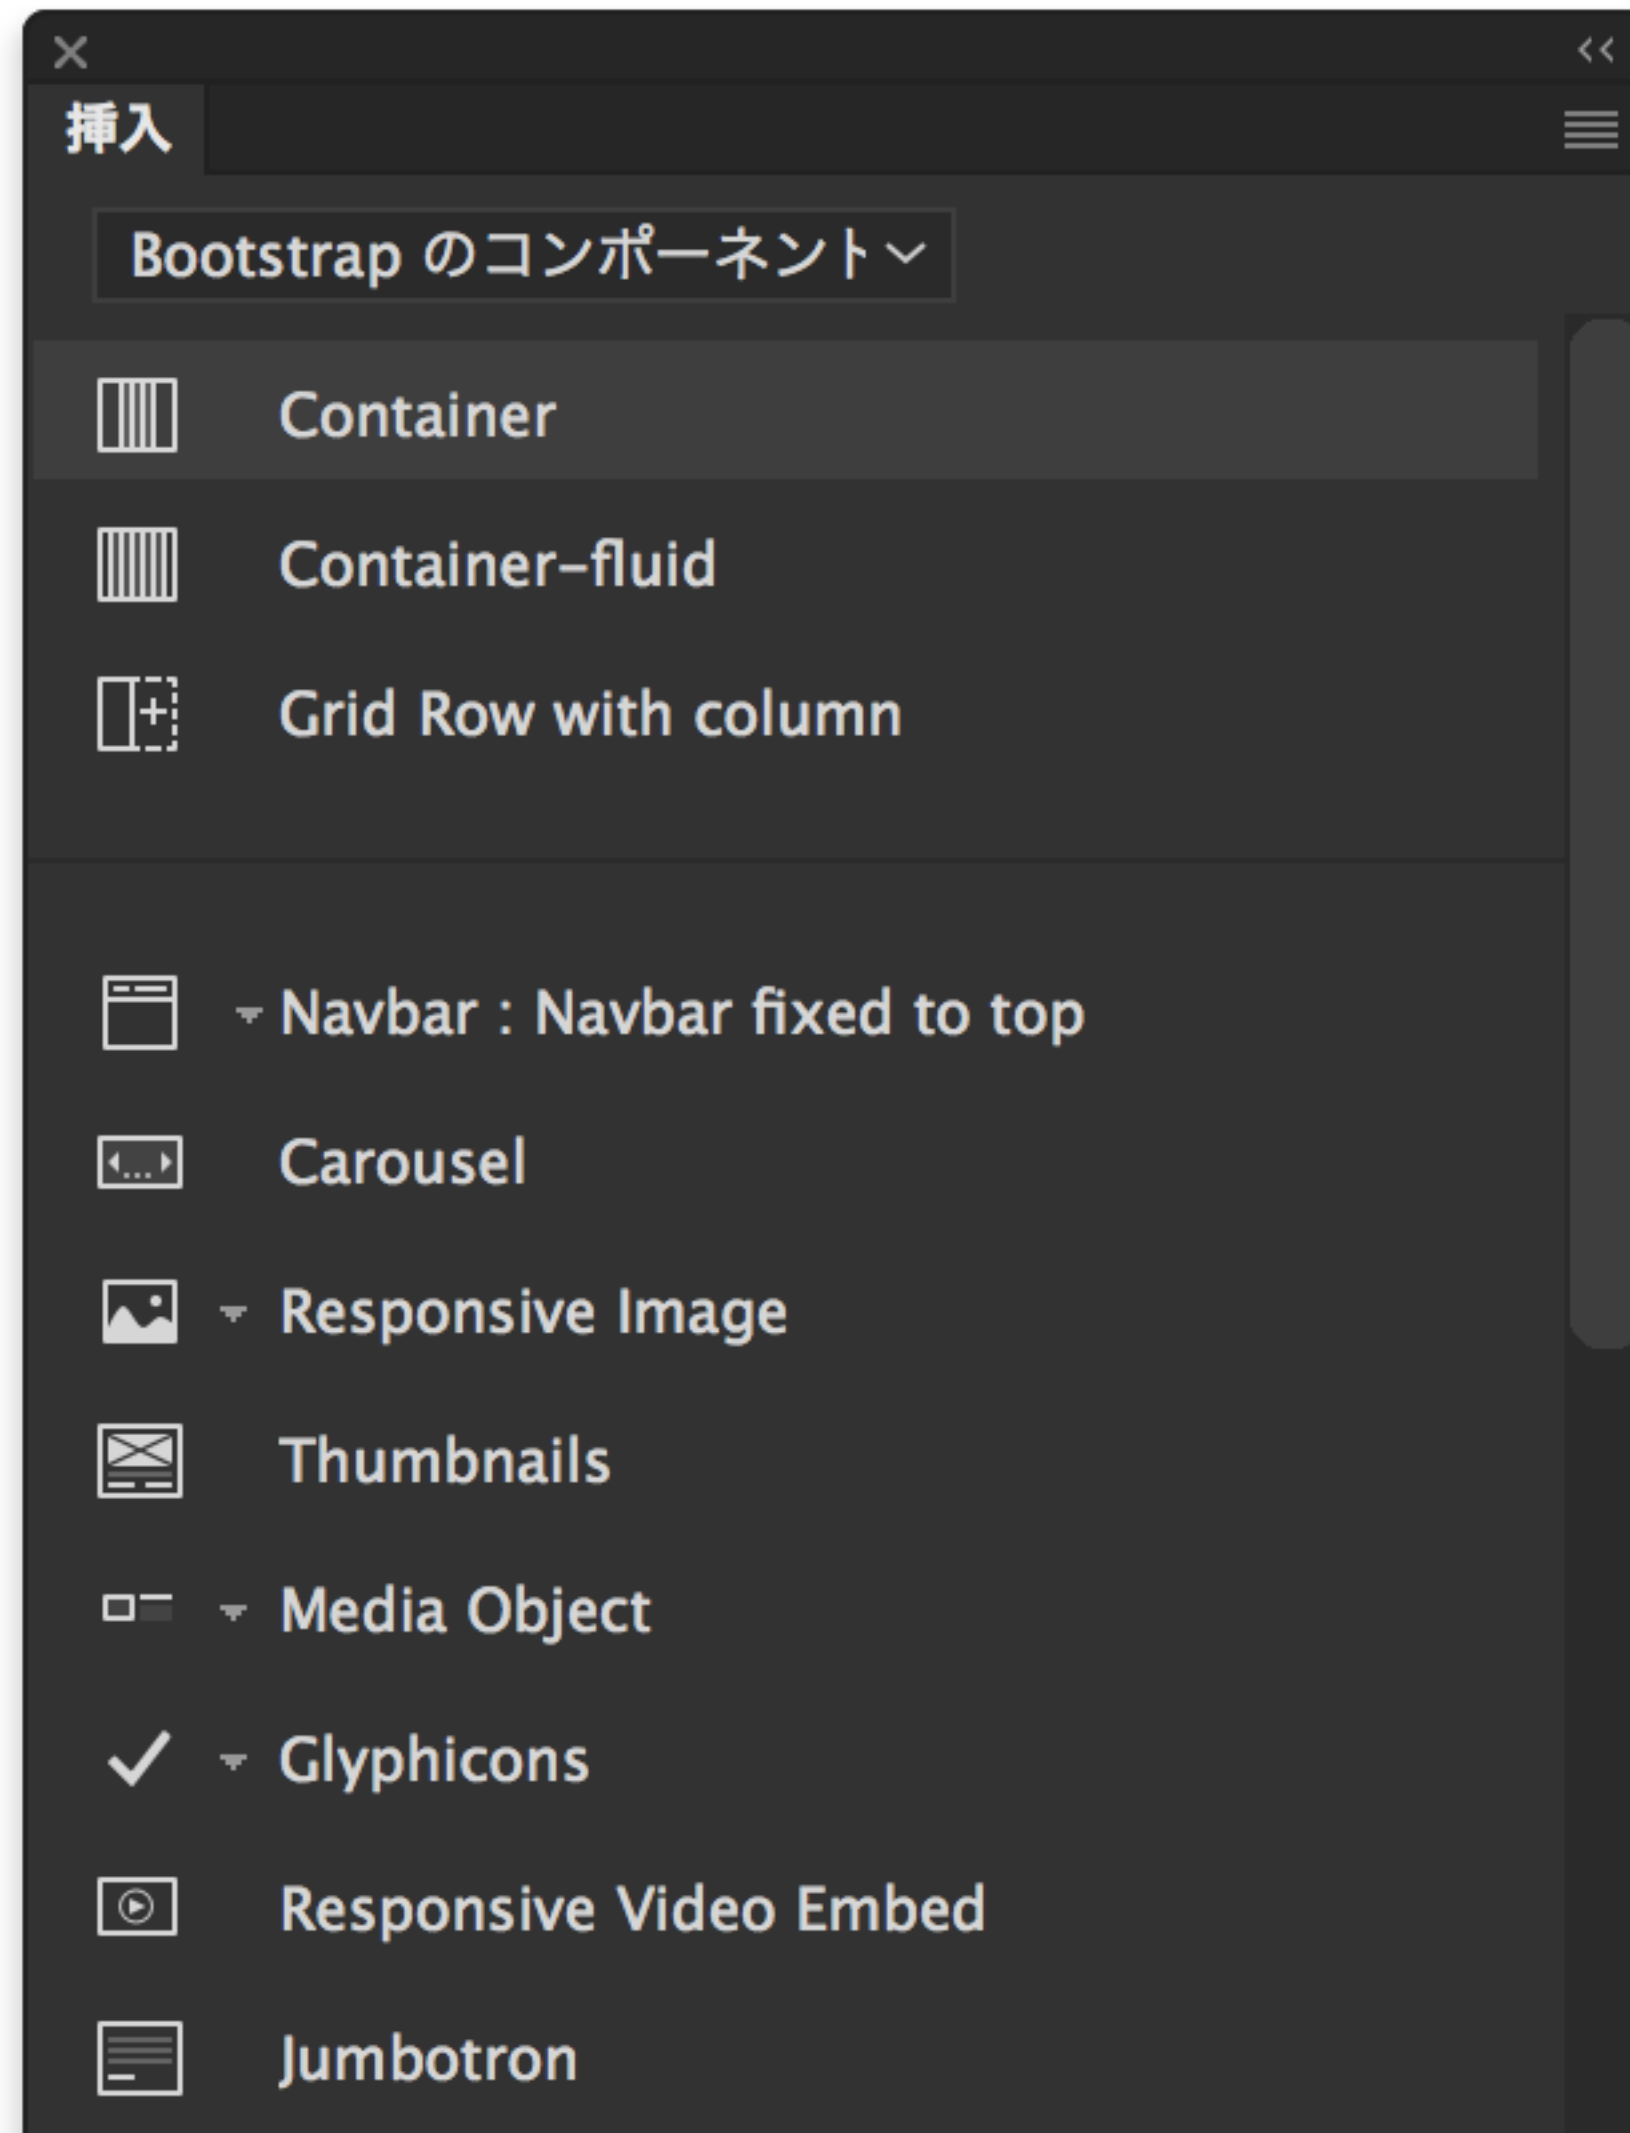 挿入
Bootstrap のコンポーネント
Container
Container-fluid
Grid Row with column
Navbar : Navbar fixed to top
Carousel
Responsive Image
Thumbnails
Media Object
Glyphicons
Responsive Video Embed
Jumbotron